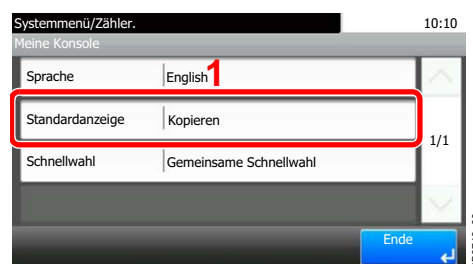 Systemmenü/Zähler. 10:10
Meine Konsole
Sprache English 1
Standardanzeige Kopieren
1/1
Schnellwahl Gemeinsame Schnellwahl
Ende